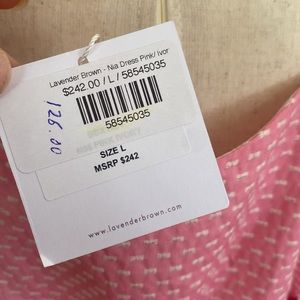 Lavender Brown - Nia Dress Pink/ Ivor
$242.00 / L / 58545035
58545035
SIZE L
MSRP $242
126.00
www.lavenderbrown.com